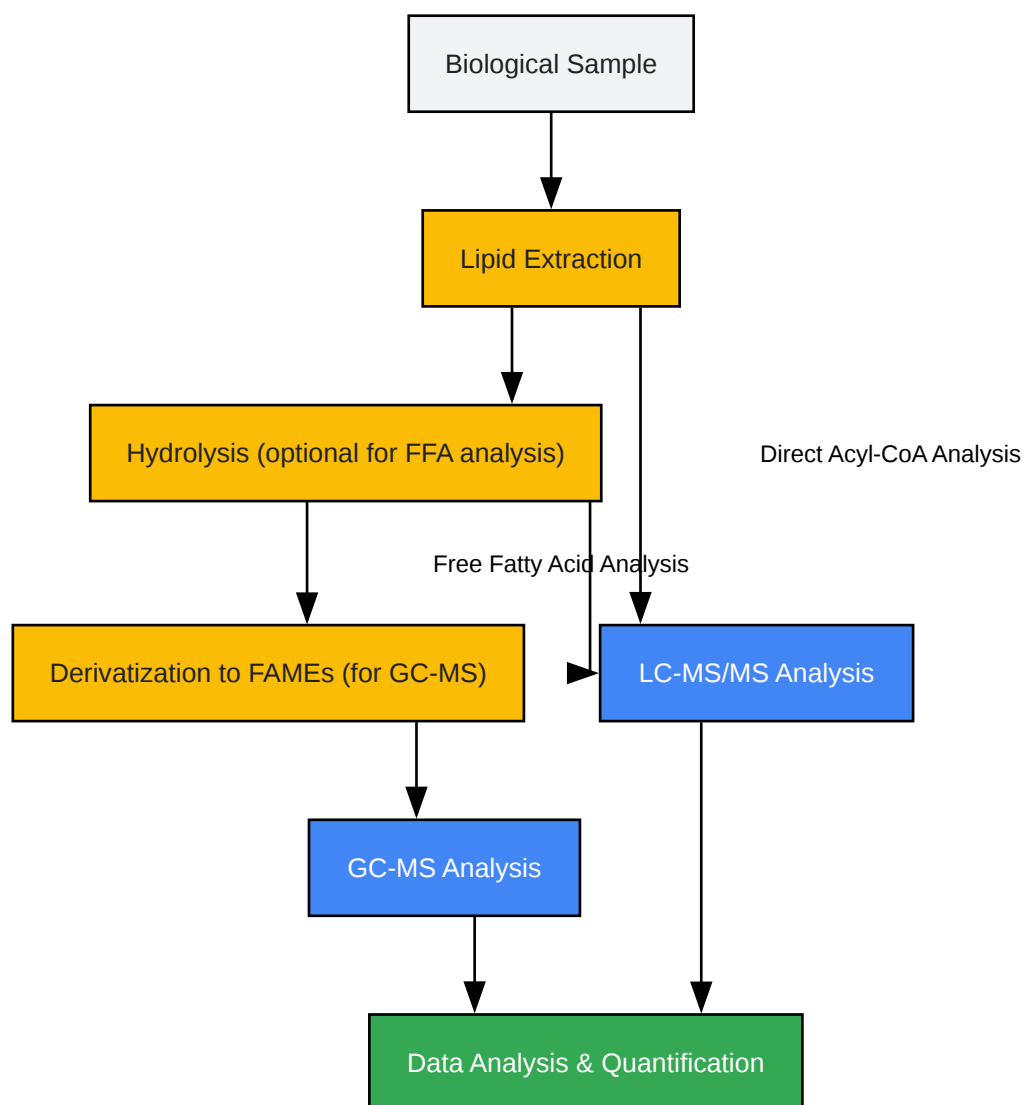 Biological Sample
Lipid Extraction
Hydrolysis (optional for FFA analysis)
Direct Acyl-CoA Analysis
Free Fatty Acid Analysis
Derivatization to FAMEs (for GC-MS)
LC-MS/MS Analysis
GC-MS Analysis
Data Analysis & Quantification